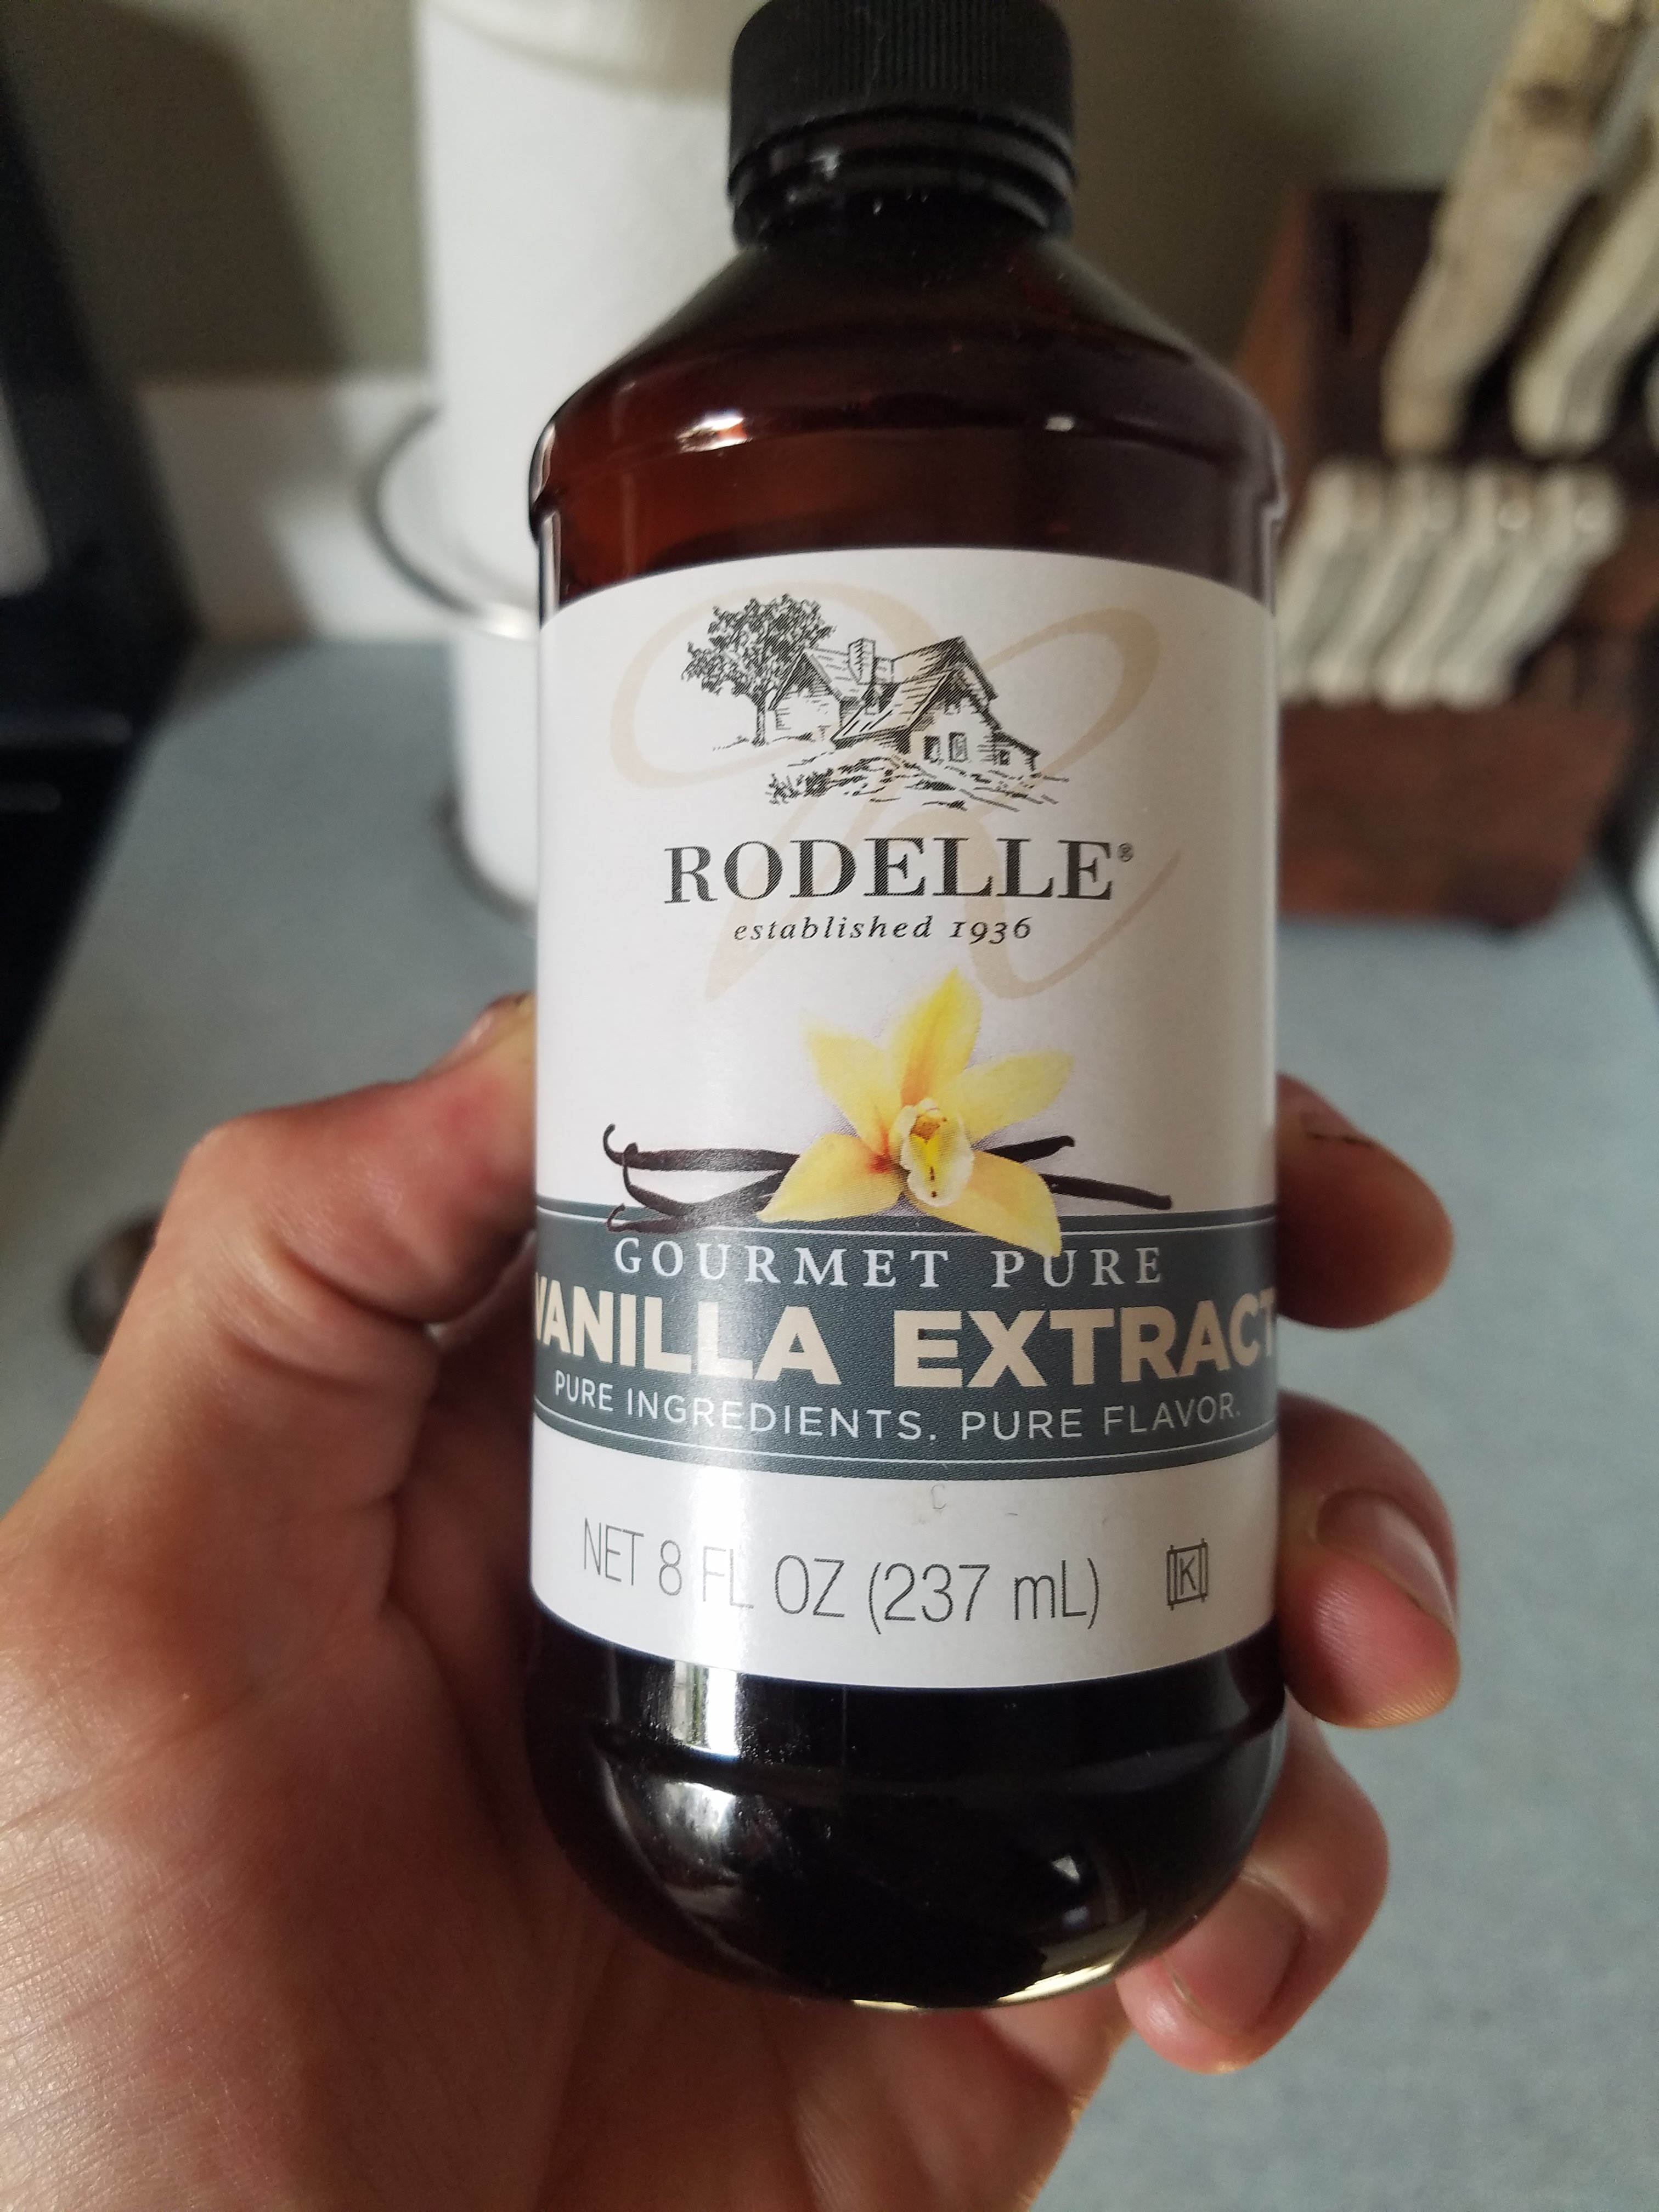 RODELLE®
established 1936
GOURMET PURE
VANILLA EXTRACT
PURE INGREDIENTS. PURE FLAVOR.
NET 8 FL OZ (237 mL) K